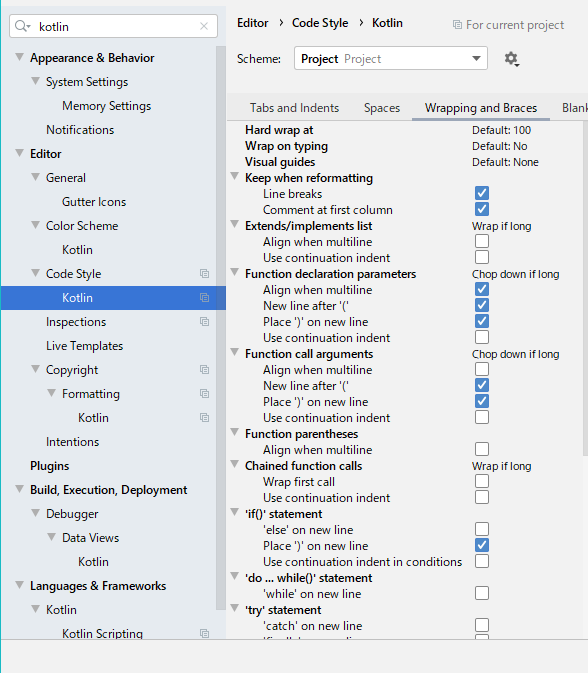 kotlin
Appearance & Behavior
System Settings
Memory Settings
Notifications
Editor
General
Gutter Icons
Color Scheme
Kotlin
Code Style
Kotlin
Inspections
Live Templates
Copyright
Formatting
Kotlin
Intentions
Plugins
Build, Execution, Deployment
Debugger
Data Views
Kotlin
Languages & Frameworks
Kotlin
Kotlin Scripting
Editor › Code Style › Kotlin For current project
Scheme: Project Project
Tabs and Indents Spaces Wrapping and Braces Blank
Hard wrap at Default: 100
Wrap on typing Default: No
Visual guides Default: None
Keep when reformatting
Line breaks
Comment at first column
Extends/implements list Wrap if long
Align when multiline
Use continuation indent
Function declaration parameters Chop down if long
Align when multiline
New line after '('
Place ')' on new line
Use continuation indent
Function call arguments Chop down if long
Align when multiline
New line after '('
Place ')' on new line
Use continuation indent
Function parentheses
Align when multiline
Chained function calls Wrap if long
Wrap first call
Use continuation indent
'if()' statement
'else' on new line
Place ')' on new line
Use continuation indent in conditions
'do ... while()' statement
'while' on new line
'try' statement
'catch' on new line